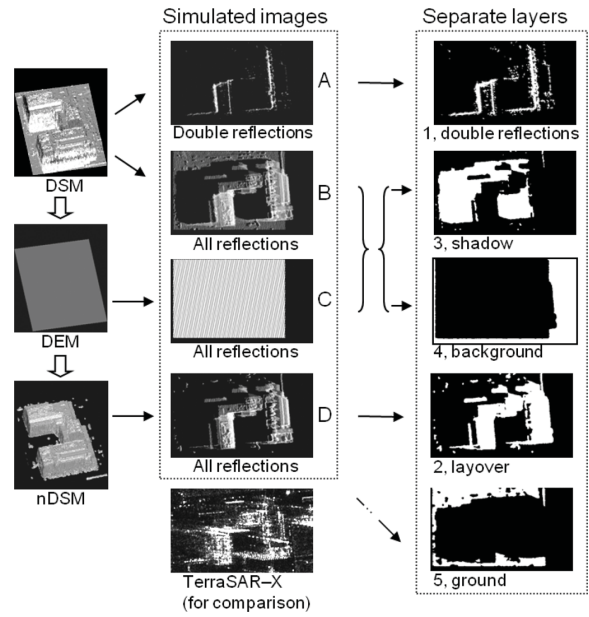 Simulated images
Separate layers
A
Double reflections
1, double reflections
DSM
B
All reflections
3, shadow
C
DEM
All reflections
4, background
D
All reflections
2, layover
nDSM
TerraSAR–X
(for comparison)
5, ground